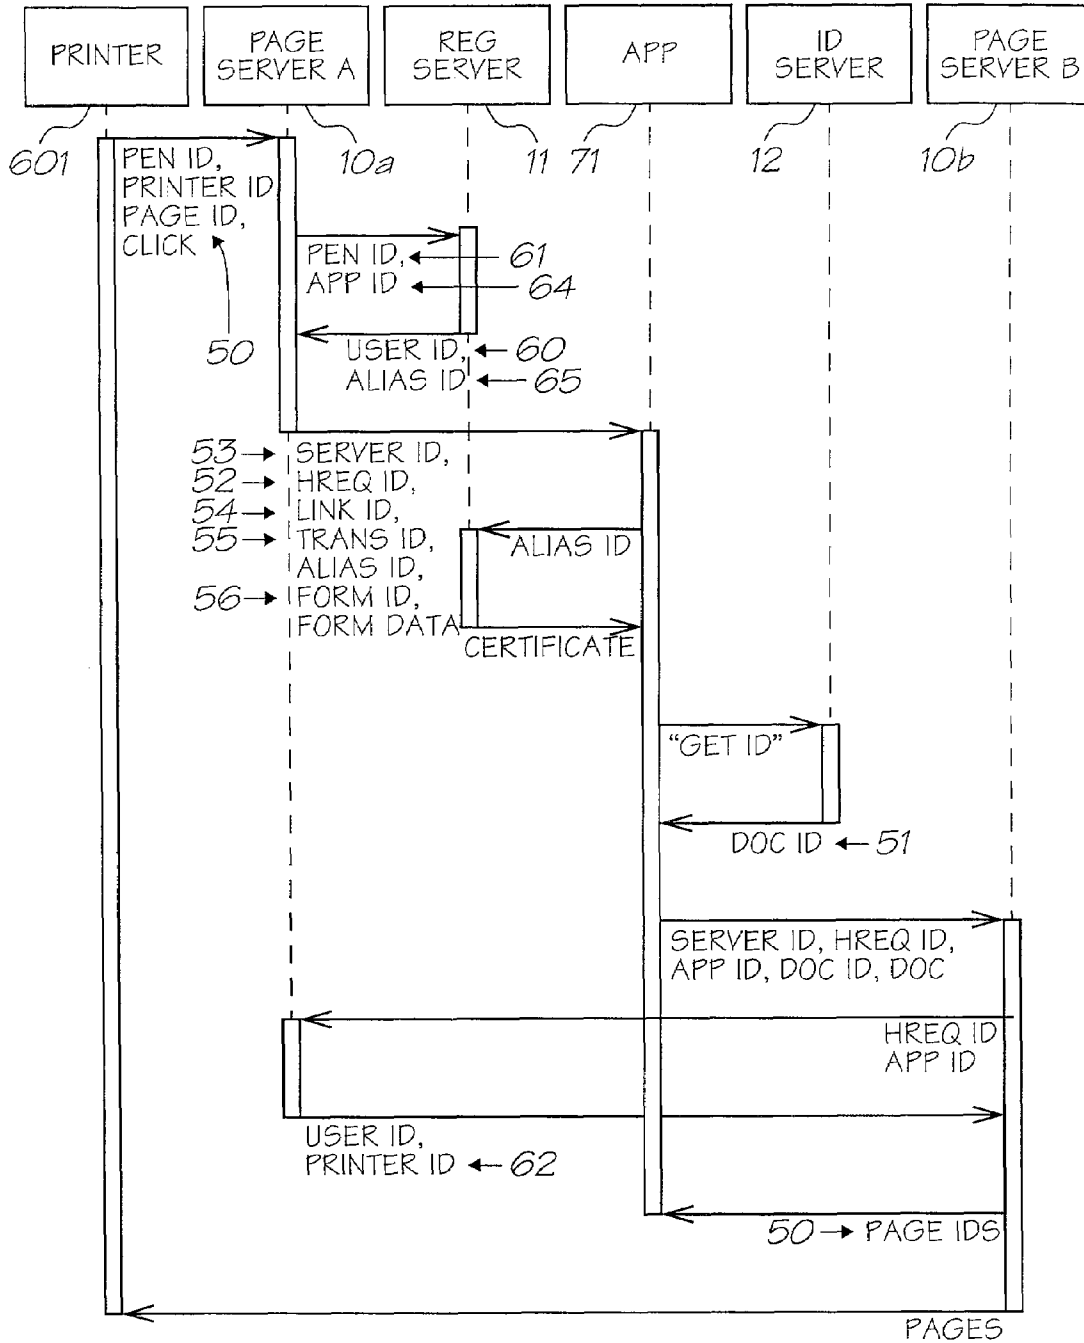 PRINTER
PAGE
SERVER A
REG
SERVER
APP
ID
SERVER
PAGE
SERVER B
601
10a
11
71
12
10b
PEN ID,
PRINTER ID
PAGE ID,
CLICK
50
PEN ID,
61
APP ID
64
USER ID,
60
ALIAS ID
65
53
SERVER ID,
52
HREQ ID,
54
LINK ID,
55
TRANS ID,
ALIAS ID,
56
FORM ID,
FORM DATA
ALIAS ID
CERTIFICATE
“GET ID”
DOC ID
51
SERVER ID, HREQ ID,
APP ID, DOC ID, DOC
HREQ ID
APP ID
USER ID,
PRINTER ID
62
50
PAGE IDS
PAGES